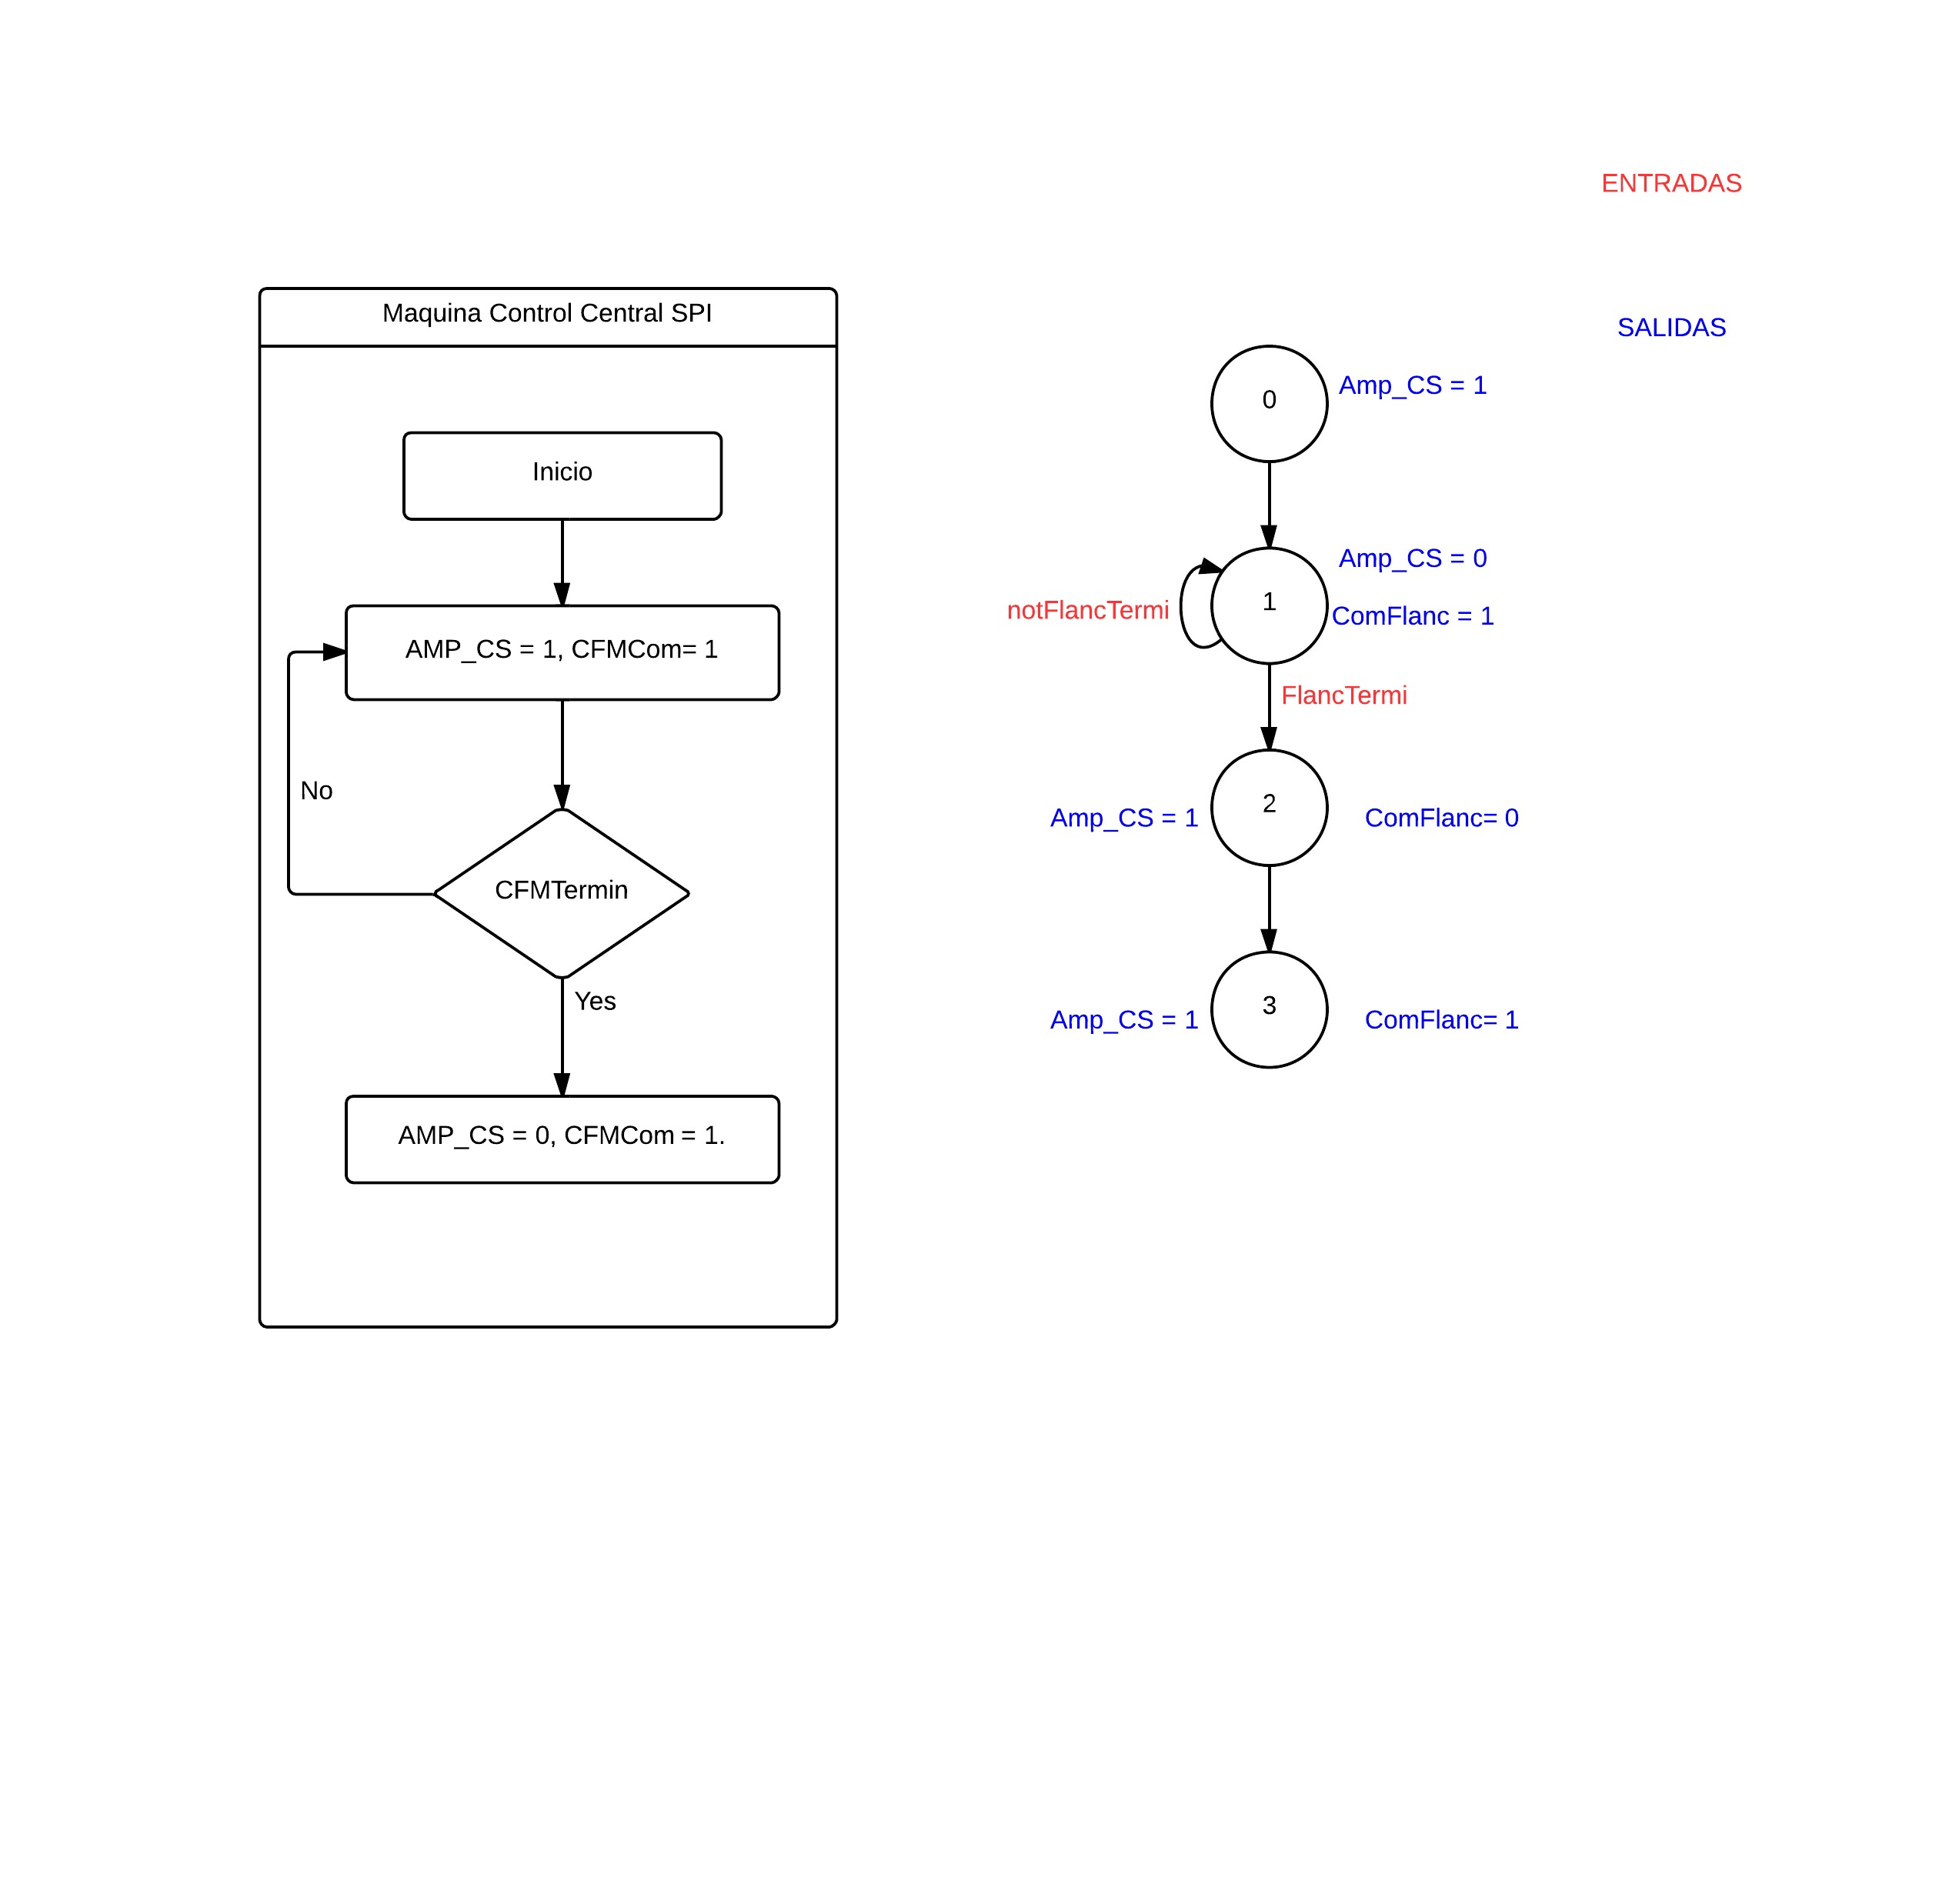 ENTRADAS
SALIDAS
Maquina Control Central SPI
Inicio
AMP_CS = 1, CFMCom= 1
No
CFMTermin
Yes
AMP_CS = 0, CFMCom = 1.
0
Amp_CS = 1
Amp_CS = 0
notFlancTermi
1
ComFlanc = 1
FlancTermi
Amp_CS = 1
2
ComFlanc= 0
Amp_CS = 1
3
ComFlanc= 1